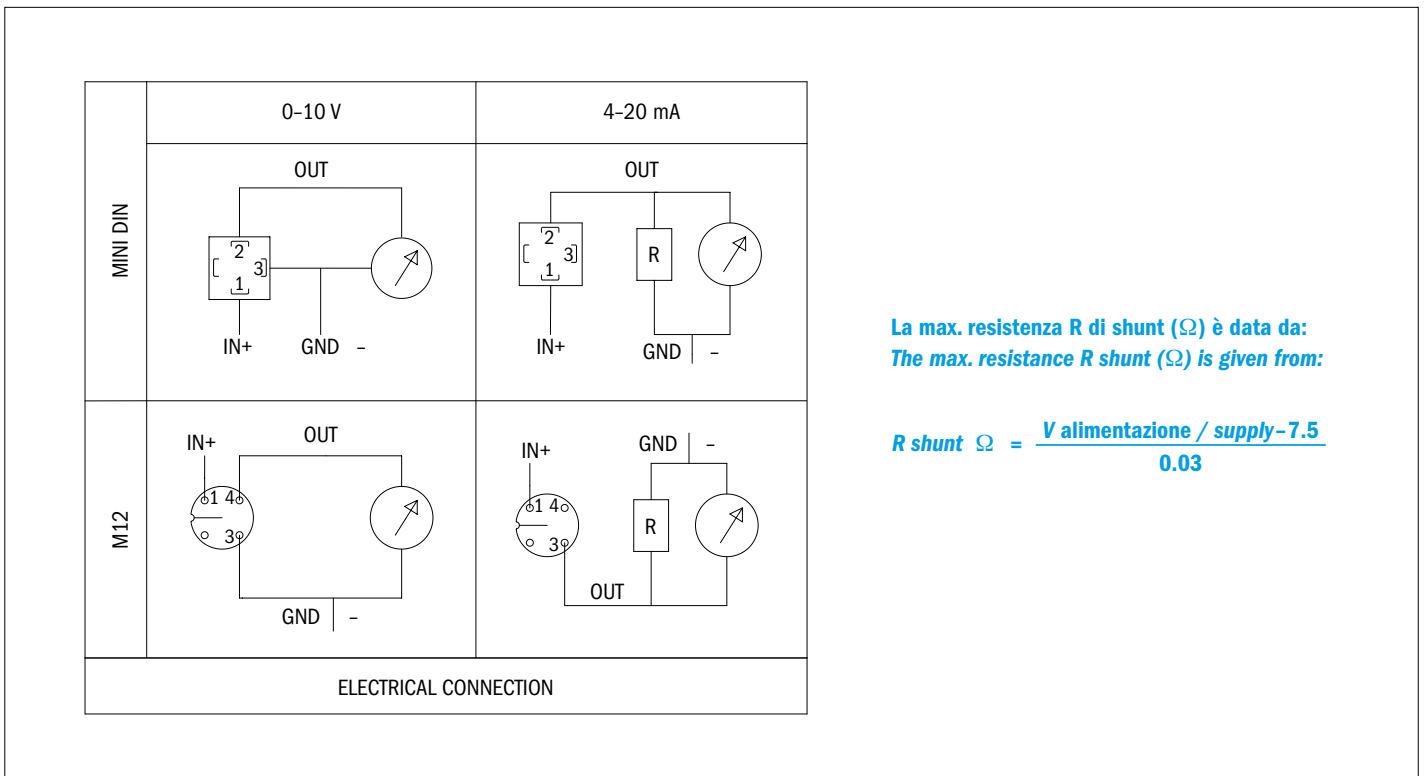 0–10 V
4–20 mA
MINI DIN
OUT
2
3
1
IN+
GND –
OUT
2
3
1
R
IN+
GND –
M12
IN+
OUT
1 4
3
GND –
IN+
GND –
1 4
3
R
OUT
ELECTRICAL CONNECTION
La max. resistenza R di shunt (Ω) è data da:
The max. resistance R shunt (Ω) is given from:
R shunt Ω = V alimentazione / supply–7.5
0.03